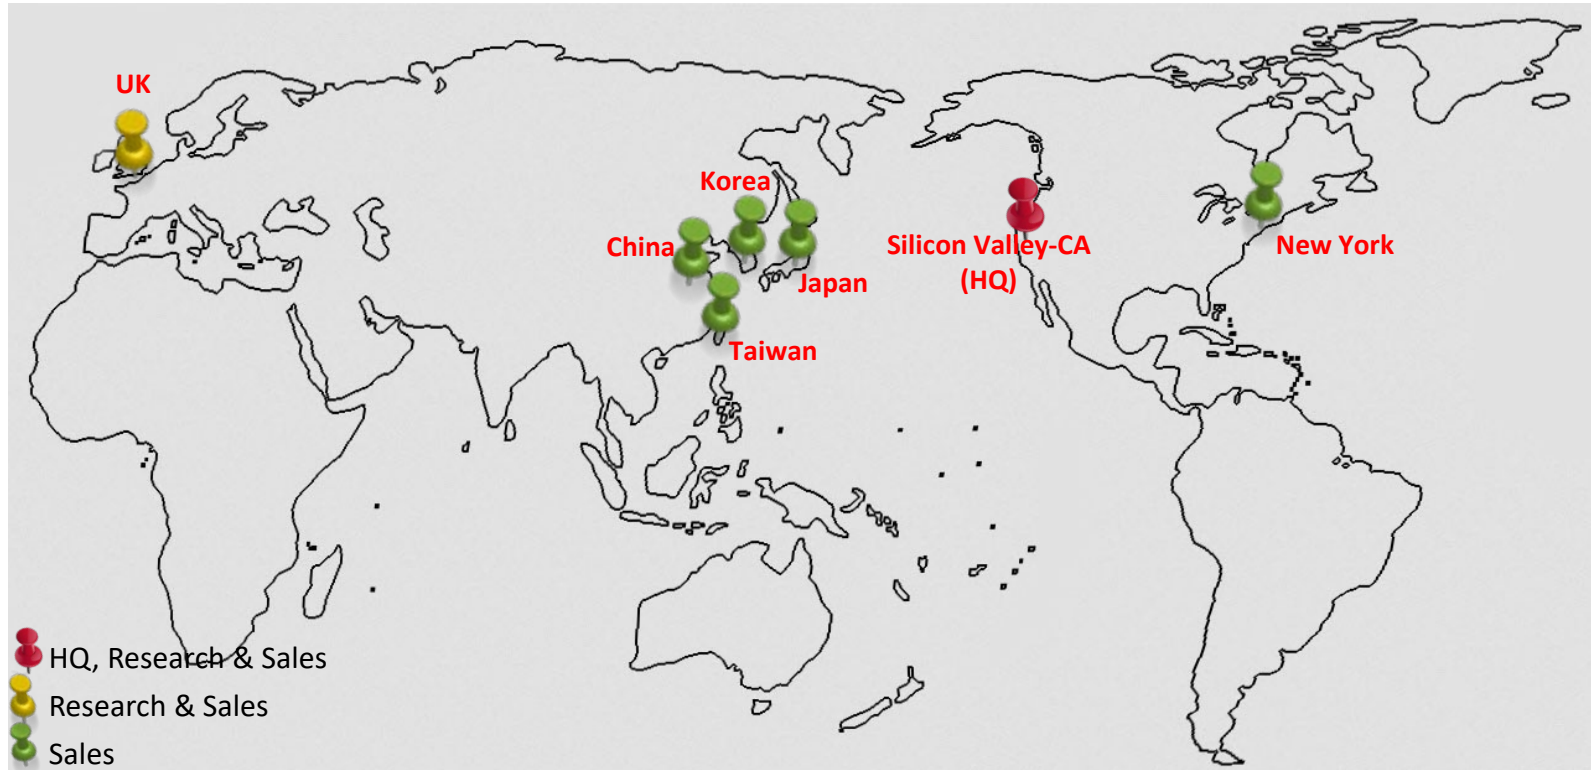 UK
Korea
China
Japan
Taiwan
Silicon Valley-CA
(HQ)
New York
HQ, Research & Sales
Research & Sales
Sales